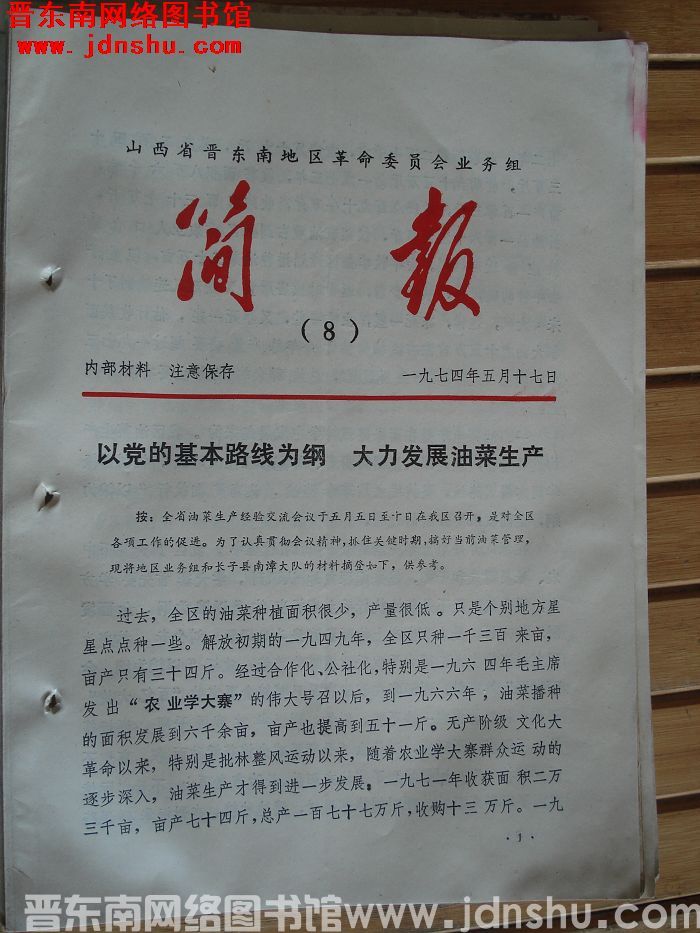 晋东南网络图书馆
www.jdnshu.com
山西省晋东南地区革命委员会业务组
简报
（8）
内部材料 注意保存 一九七四年五月十七日
以党的基本路线为纲 大力发展油菜生产
按：全省油菜生产经验交流会议于五月五日至十日在我区召开，是对全区
各项工作的促进。为了认真贯彻会议精神，抓住关键时期，搞好当前油菜管理，
现将地区业务组和长子县南漳大队的材料摘登如下，供参考。
过去，全区的油菜种植面积很少，产量很低。只是个别地方星
星点点种一些。解放初期的一九四九年，全区只种一千三百来亩，
亩产只有三十四斤。经过合作化、公社化，特别是一九六四年毛主席
发出“农业学大寨”的伟大号召以后，到一九六六年，油菜播种
的面积发展到六千余亩，亩产也提高到五十一斤。无产阶级文化大
革命以来，特别是批林整风运动以来，随着农业学大寨群众运动的
逐步深入，油菜生产才得到进一步发展。一九七一年收获面积二万
三千亩，亩产七十四斤，总产一百七十七万斤，收购十三万斤。一九
· 1 ·
晋东南网络图书馆www.jdnshu.com